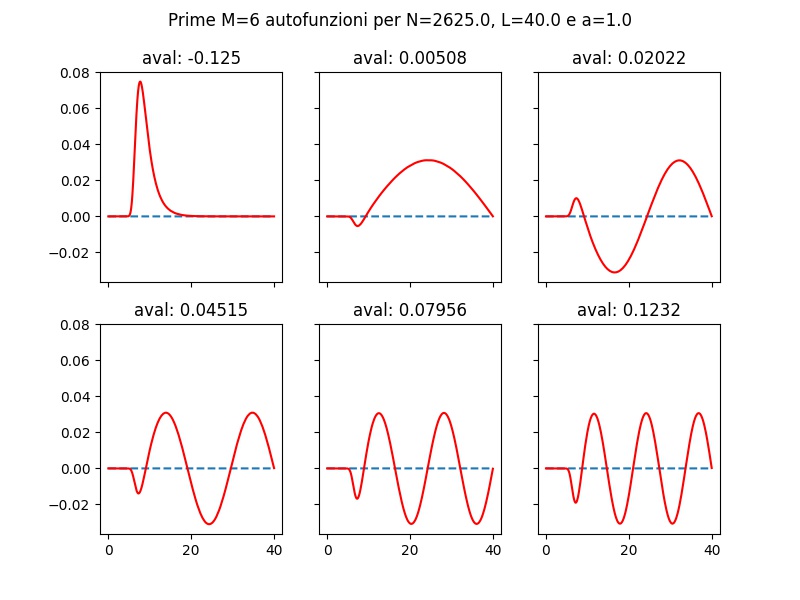 Prime M=6 autofunzioni per N=2625.0, L=40.0 e a=1.0
aval: -0.125
aval: 0.00508
aval: 0.02022
0.08
0.06
0.04
0.02
0.00
−0.02
aval: 0.04515
aval: 0.07956
aval: 0.1232
0.08
0.06
0.04
0.02
0.00
−0.02
0 20 40
0 20 40
0 20 40